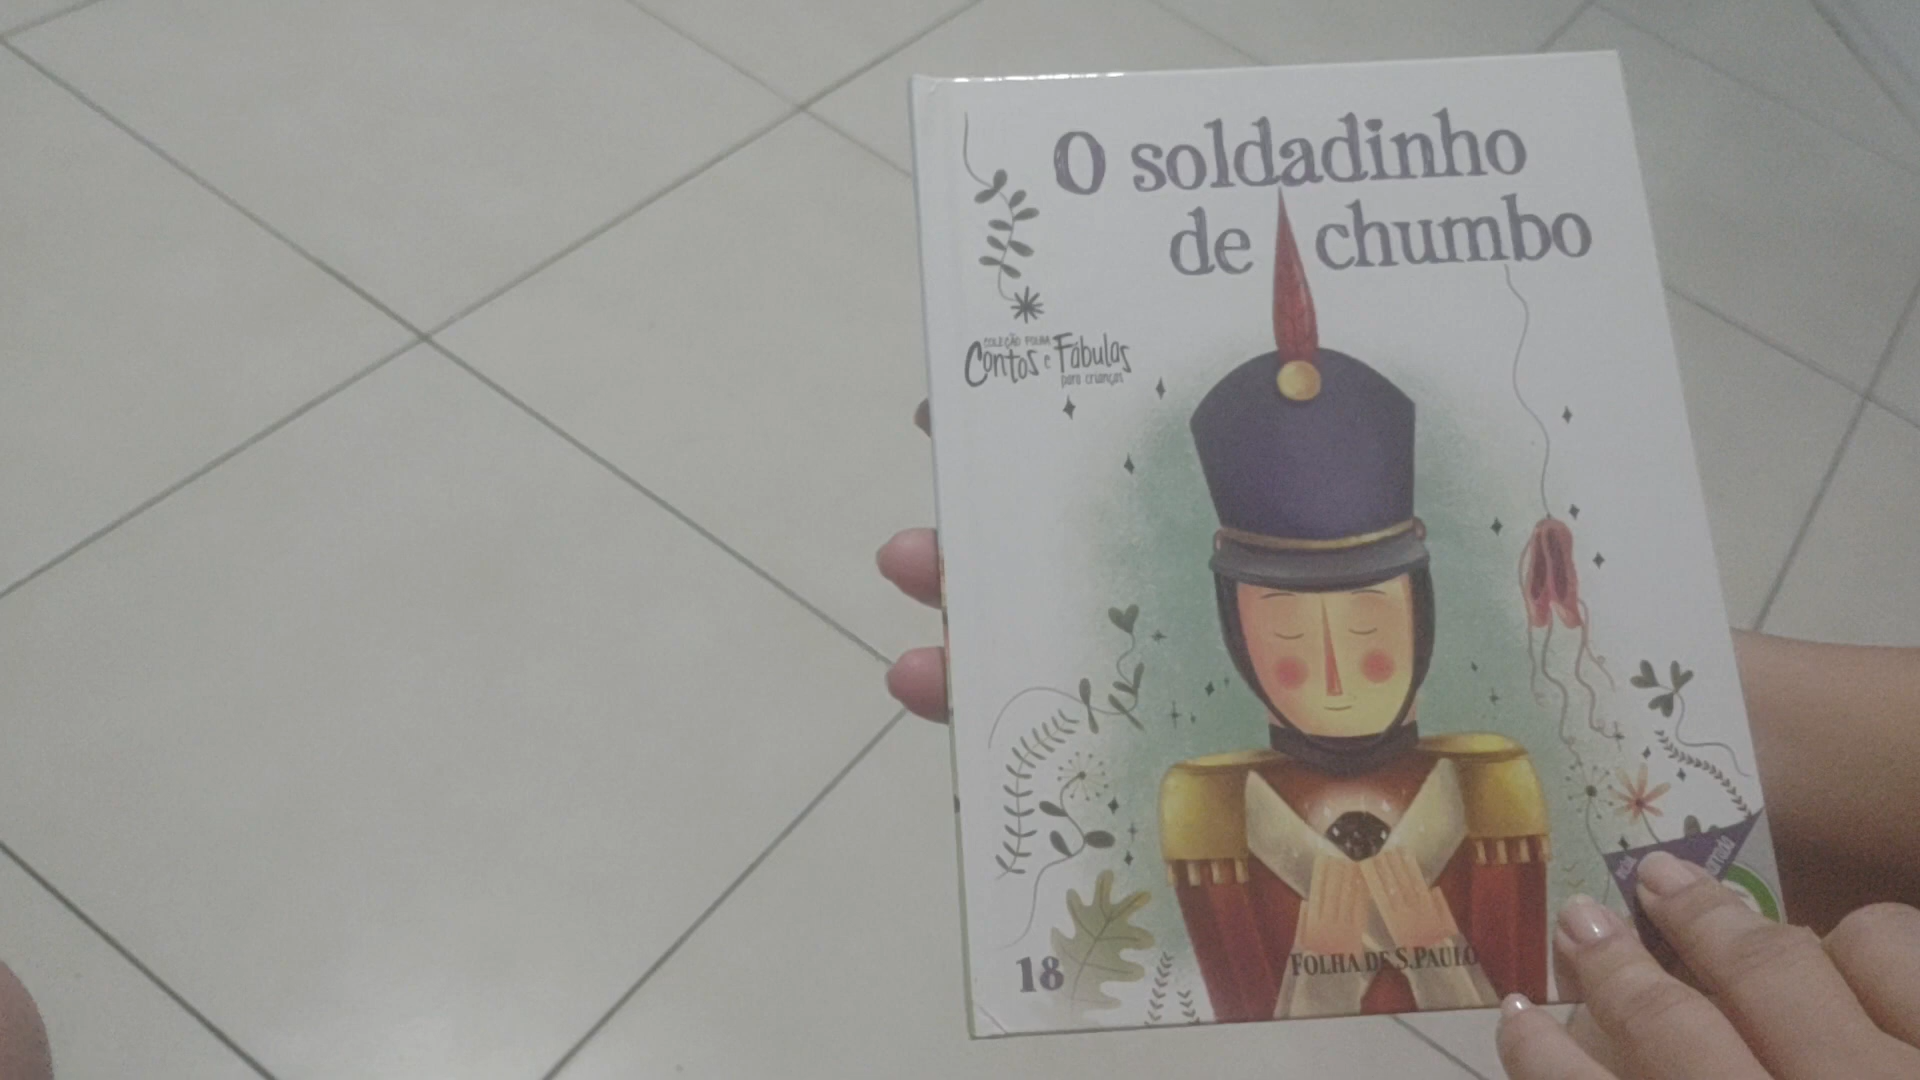 O soldadinho
de chumbo
COLEÇÃO FOLHA
Contos e Fábulas
para crianças
18
FOLHA DE S.PAULO